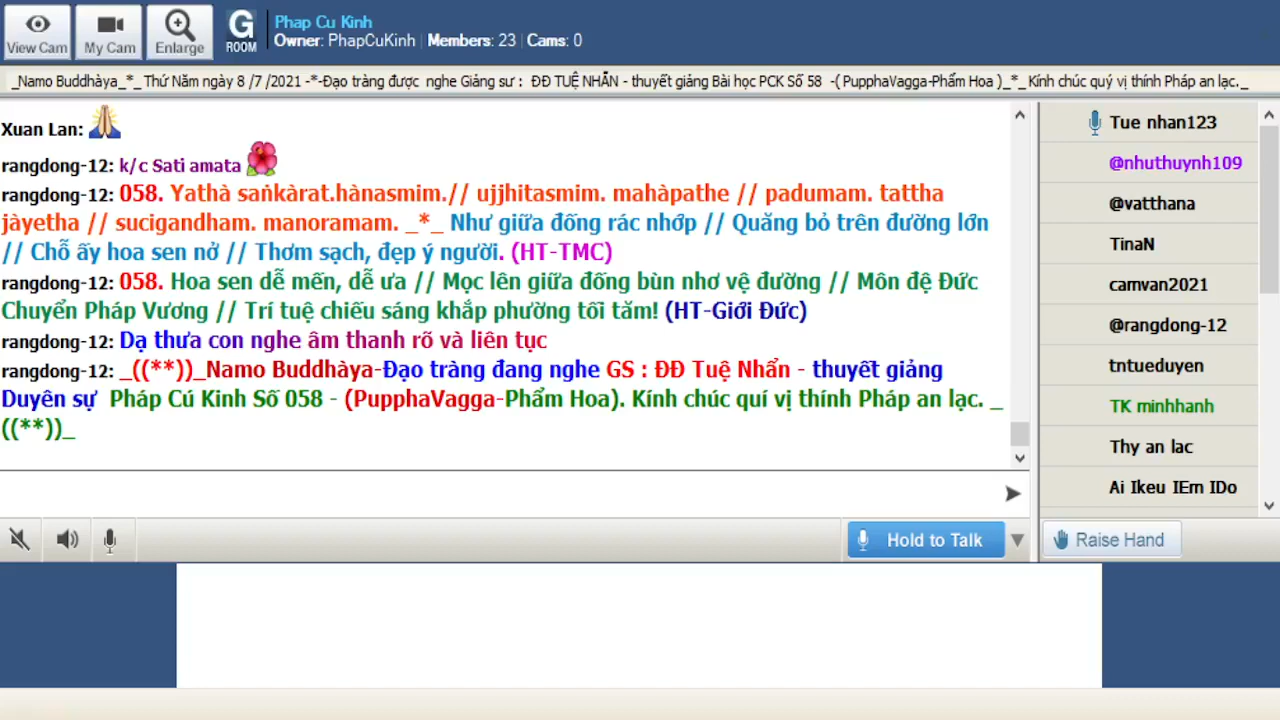 View Cam
My Cam
Enlarge
G
ROOM
Phap Cu Kinh
Owner: PhapCuKinh | Members: 23 | Cams: 0
_Namo Buddhàya_*_ Thứ Năm ngày 8 /7 /2021 -*-Đạo tràng được  nghe Giảng sư :  ĐĐ TUỆ NHẪN - thuyết giảng Bài học PCK Số 58  -( PupphaVagga-Phẩm Hoa )_*_ Kính chúc quý vị thính Pháp an lạc._
Xuan Lan:
rangdong-12: k/c Sati amata
rangdong-12: 058. Yathà saṅkàrat.hànasmim.// ujjhitasmim. mahàpathe // padumam. tattha
jàyetha // sucigandham. manoramam. _*_ Như giữa đống rác nhớp // Quăng bỏ trên đường lớn
// Chỗ ấy hoa sen nở // Thơm sạch, đẹp ý người. (HT-TMC)
rangdong-12: 058. Hoa sen dễ mến, dễ ưa // Mọc lên giữa đống bùn nhơ vệ đường // Môn đệ Đức
Chuyển Pháp Vương // Trí tuệ chiếu sáng khắp phường tối tăm! (HT-Giới Đức)
rangdong-12: Dạ thưa con nghe âm thanh rõ và liên tục
rangdong-12: _((**))_Namo Buddhàya-Đạo tràng đang nghe GS : ĐĐ Tuệ Nhẩn - thuyết giảng
Duyên sự  Pháp Cú Kinh Số 058 - (PupphaVagga-Phẩm Hoa). Kính chúc quí vị thính Pháp an lạc. _
((**))_
Tue nhan123
@nhuthuynh109
@vatthana
TinaN
camvan2021
@rangdong-12
tntueduyen
TK minhhanh
Thy an lac
Ai Ikeu IEm IDo
Hold to Talk
Raise Hand